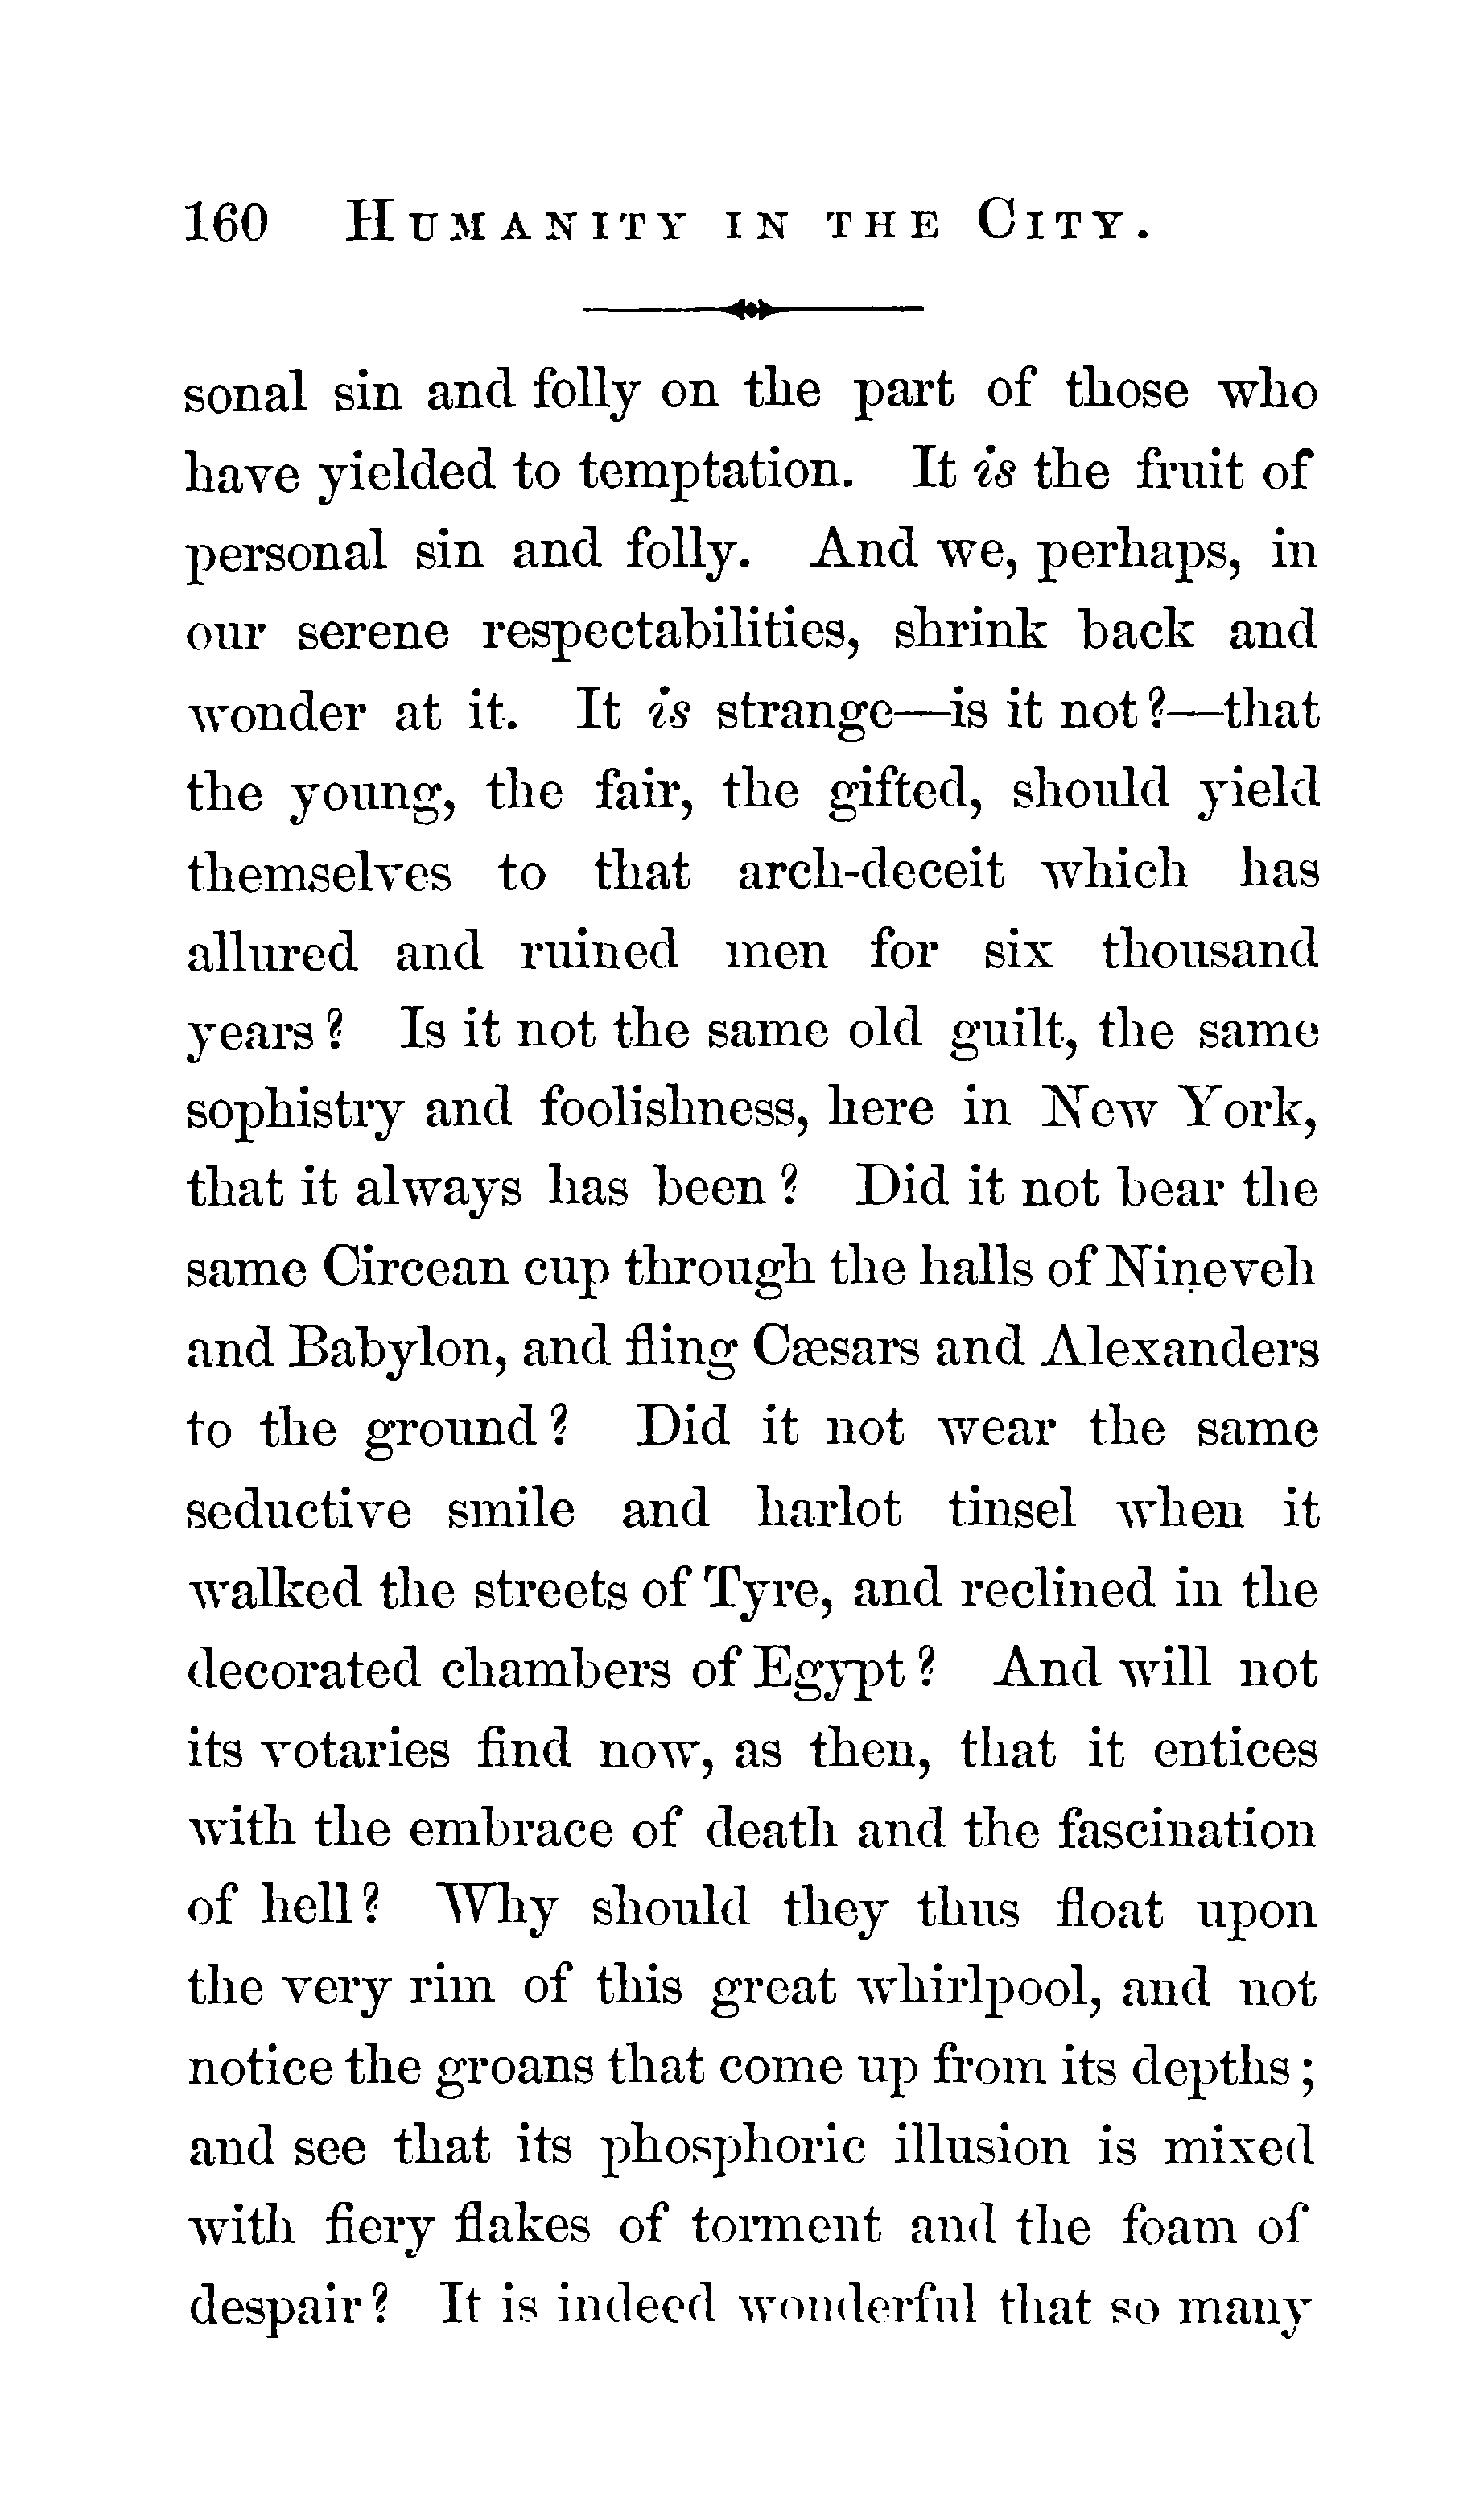 160 HUMANITY IN THE CITY.
sonal sin and folly on the part of those who
have yielded to temptation. It is the fruit of
personal sin and folly. And we, perhaps, in
our serene respectabilities, shrink back and
wonder at it. It is strange—is it not?—that
the young, the fair, the gifted, should yield
themselves to that arch-deceit which has
allured and ruined men for six thousand
years? Is it not the same old guilt, the same
sophistry and foolishness, here in New York,
that it always has been? Did it not bear the
same Circean cup through the halls of Nineveh
and Babylon, and fling Cæsars and Alexanders
to the ground? Did it not wear the same
seductive smile and harlot tinsel when it
walked the streets of Tyre, and reclined in the
decorated chambers of Egypt? And will not
its votaries find now, as then, that it entices
with the embrace of death and the fascination
of hell? Why should they thus float upon
the very rim of this great whirlpool, and not
notice the groans that come up from its depths;
and see that its phosphoric illusion is mixed
with fiery flakes of torment and the foam of
despair? It is indeed wonderful that so many